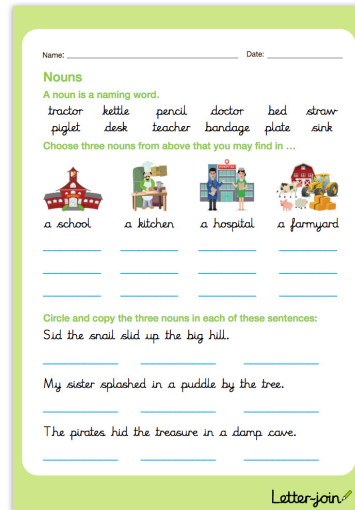 Name: Date:
Nouns
A noun is a naming word.
tractor kettle pencil doctor bed straw
piglet desk teacher bandage plate sink
Choose three nouns from above that you may find in ...
a school a kitchen a hospital a farmyard
Circle and copy the three nouns in each of these sentences:
Sid the snail slid up the big hill.
My sister splashed in a puddle by the tree.
The pirates hid the treasure in a damp cave.
Letter-join